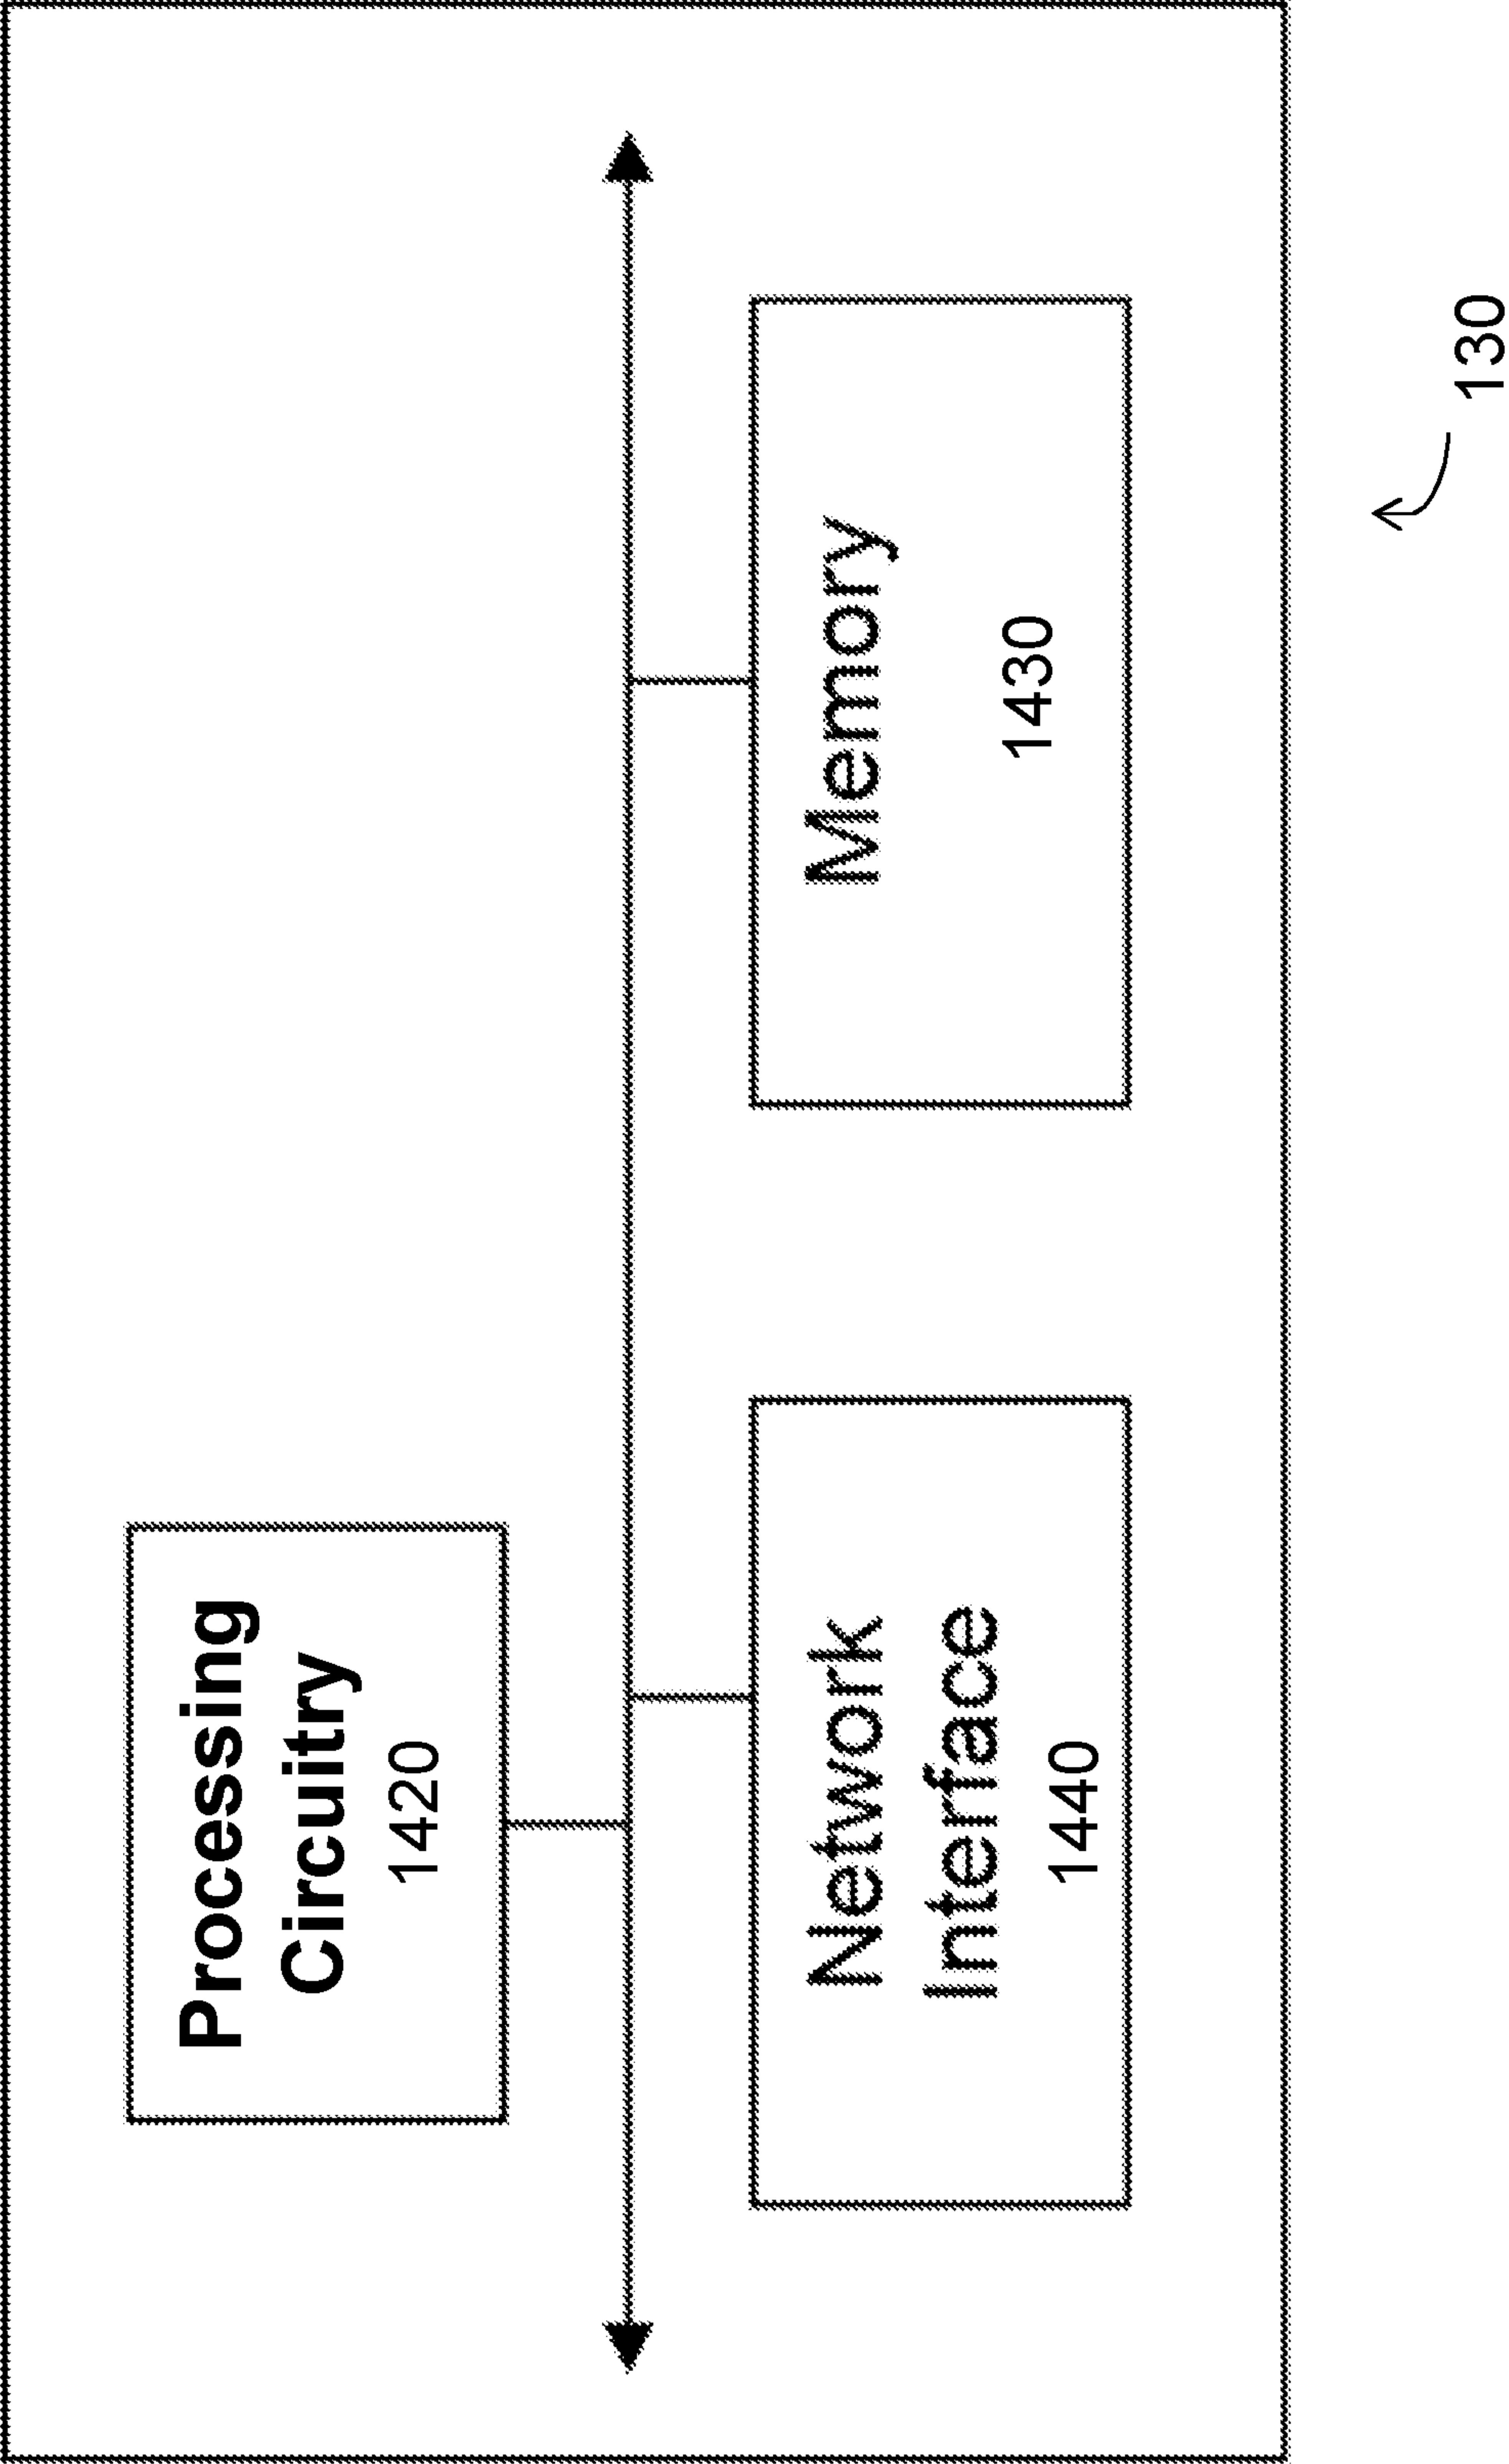 Processing
Circuitry
1420
Network
Interface
1440
Memory
1430
130